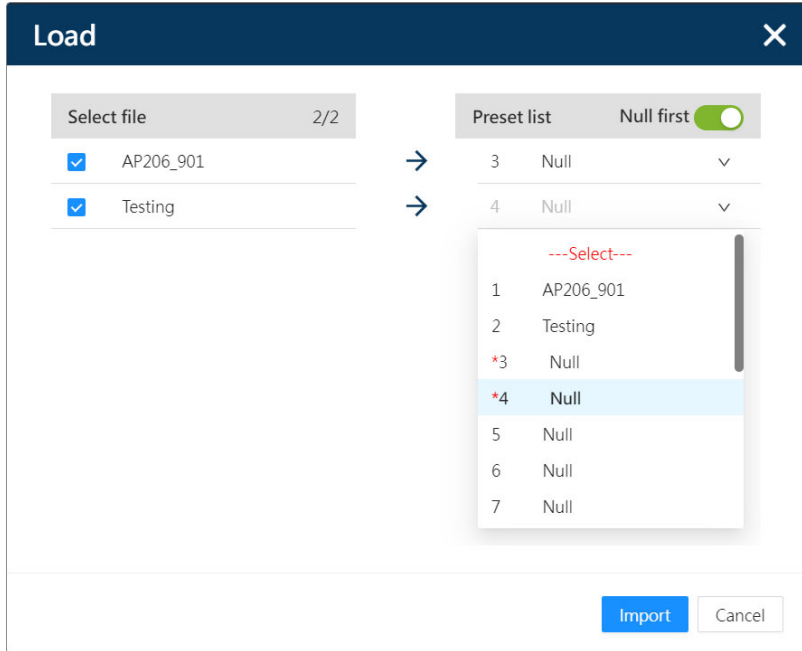 Load
Select file 2/2 Preset list Null first
AP206_901 3 Null
Testing 4 Null
---Select---
1 AP206_901
2 Testing
*3 Null
*4 Null
5 Null
6 Null
7 Null
Import Cancel